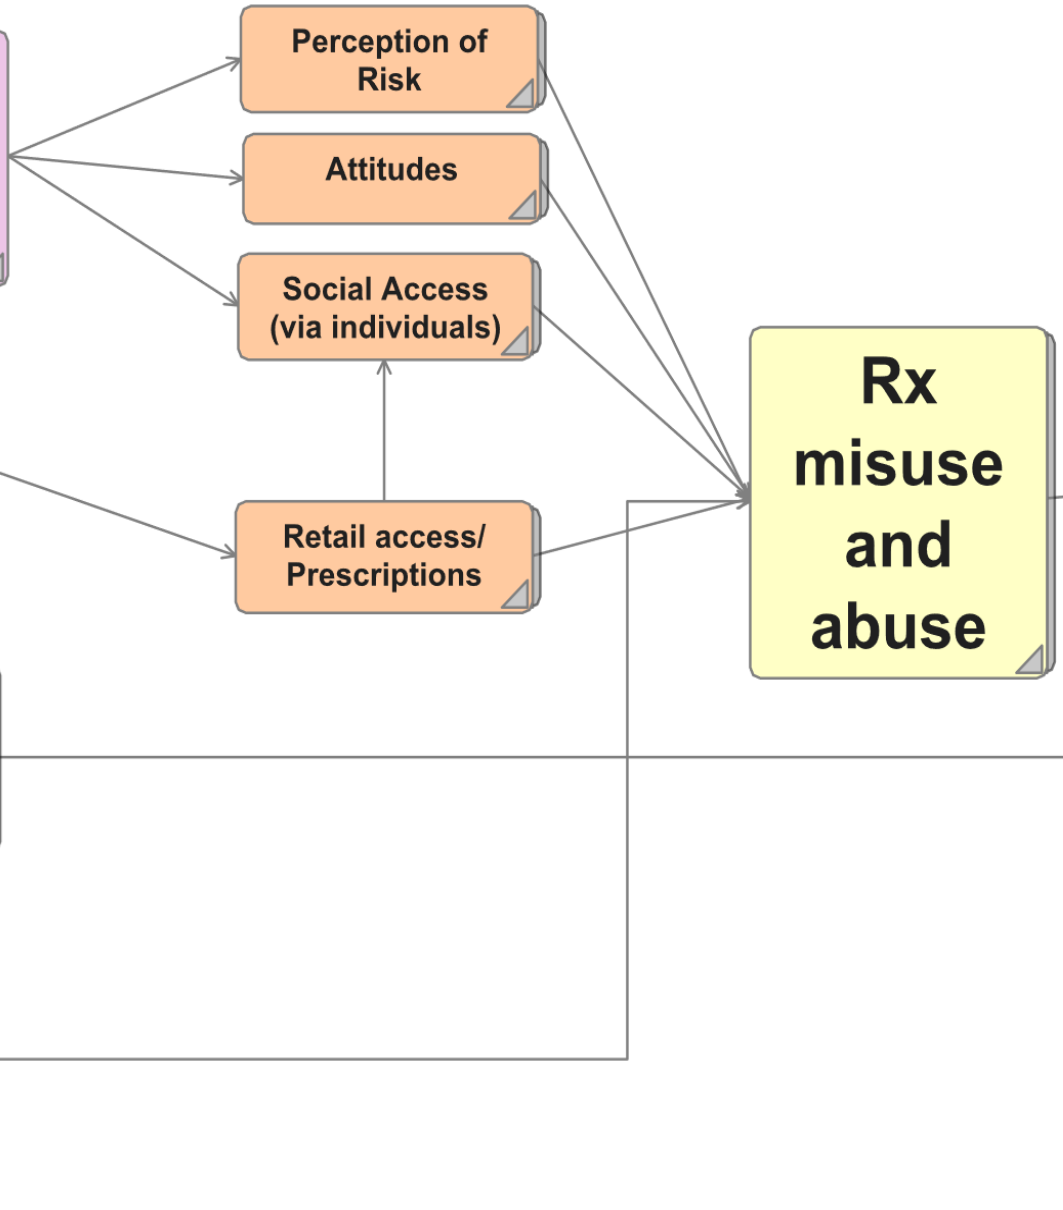 Perception of
Risk
Attitudes
Social Access
(via individuals)
Retail access/
Prescriptions
Rx
misuse
and
abuse